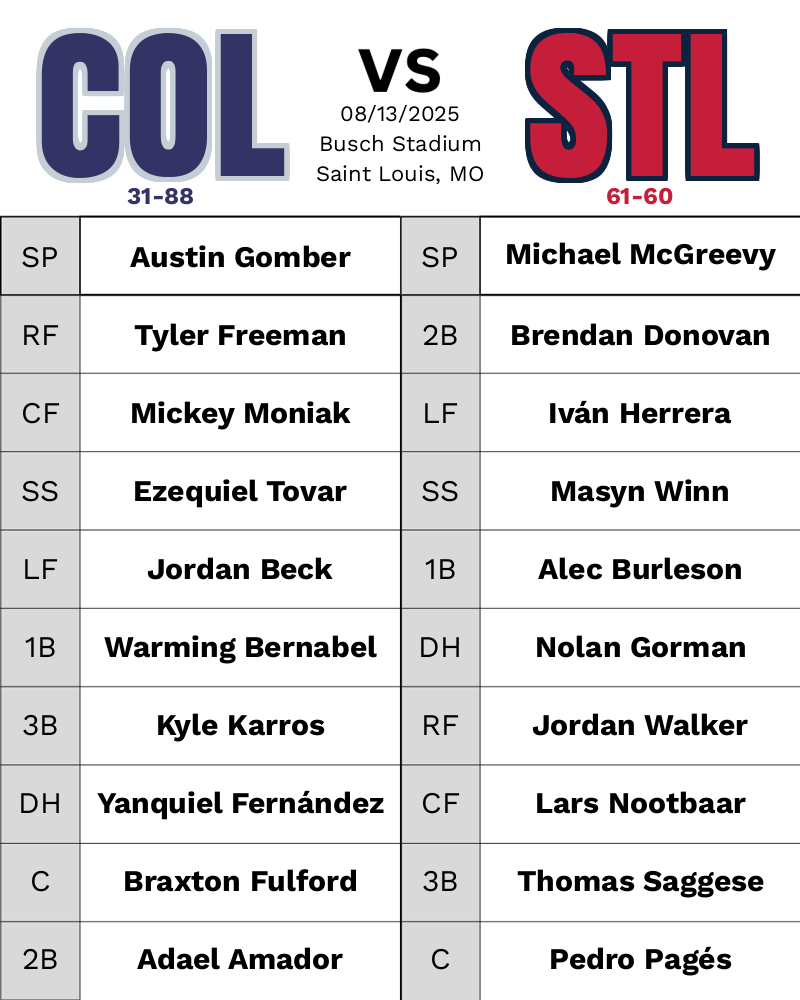 COL
VS
08/13/2025
Busch Stadium
Saint Louis, MO
STL
31-88
61-60
SP Austin Gomber SP Michael McGreevy
RF Tyler Freeman 2B Brendan Donovan
CF Mickey Moniak LF Iván Herrera
SS Ezequiel Tovar SS Masyn Winn
LF Jordan Beck 1B Alec Burleson
1B Warming Bernabel DH Nolan Gorman
3B Kyle Karros RF Jordan Walker
DH Yanquiel Fernández CF Lars Nootbaar
C Braxton Fulford 3B Thomas Saggese
2B Adael Amador C Pedro Pagés